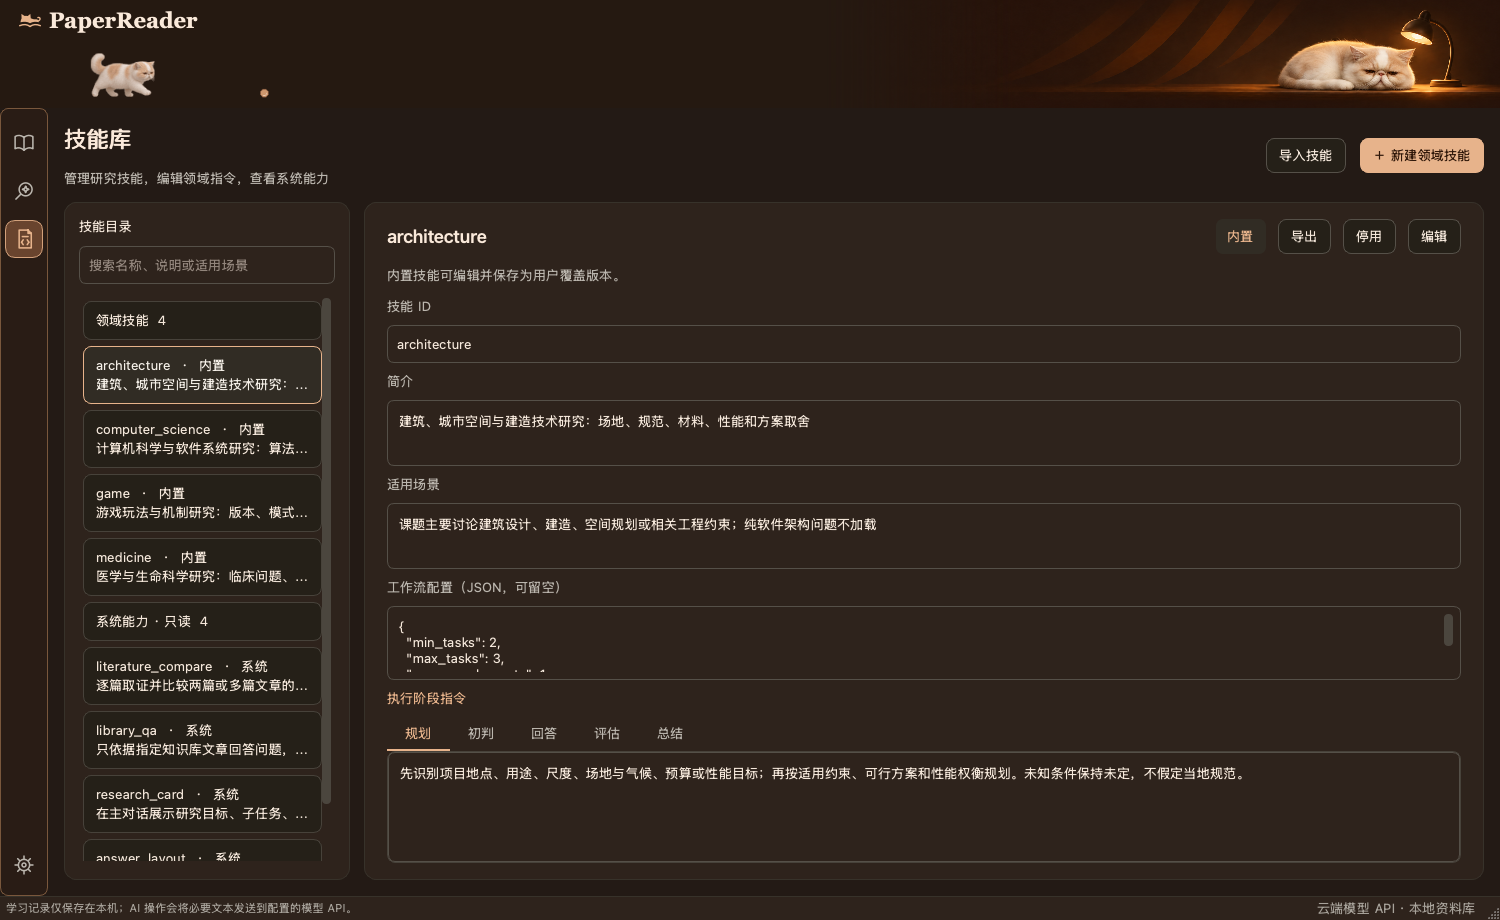 PaperReader
技能库
管理研究技能，编辑领域指令，查看系统能力
导入技能
+ 新建领域技能
技能目录
搜索名称、说明或适用场景
领域技能 4
architecture · 内置
建筑、城市空间与建造技术研究：...
computer_science · 内置
计算机科学与软件系统研究：算法...
game · 内置
游戏玩法与机制研究：版本、模式...
medicine · 内置
医学与生命科学研究：临床问题、...
系统能力 · 只读 4
literature_compare · 系统
逐篇取证并比较两篇或多篇文章的...
library_qa · 系统
只依据指定知识库文章回答问题，...
research_card · 系统
在主对话展示研究目标、子任务、...
answer_layout · 系统
architecture
内置
导出
停用
编辑
内置技能可编辑并保存为用户覆盖版本。
技能 ID
architecture
简介
建筑、城市空间与建造技术研究：场地、规范、材料、性能和方案取舍
适用场景
课题主要讨论建筑设计、建造、空间规划或相关工程约束；纯软件架构问题不加载
工作流配置（JSON，可留空）
{
"min_tasks": 2,
"max_tasks": 3,
执行阶段指令
规划
初判
回答
评估
总结
先识别项目地点、用途、尺度、场地与气候、预算或性能目标；再按适用约束、可行方案和性能权衡规划。未知条件保持未定，不假定当地规范。
学习记录仅保存在本机；AI 操作会将必要文本发送到配置的模型 API。
云端模型 API · 本地资料库